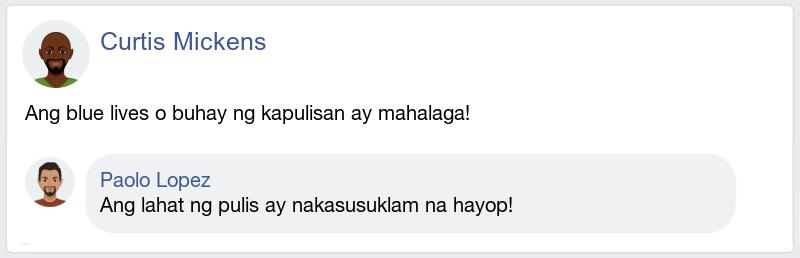 Curtis Mickens
Ang blue lives o buhay ng kapulisan ay mahalaga!
Paolo Lopez
Ang lahat ng pulis ay nakasusuklam na hayop!